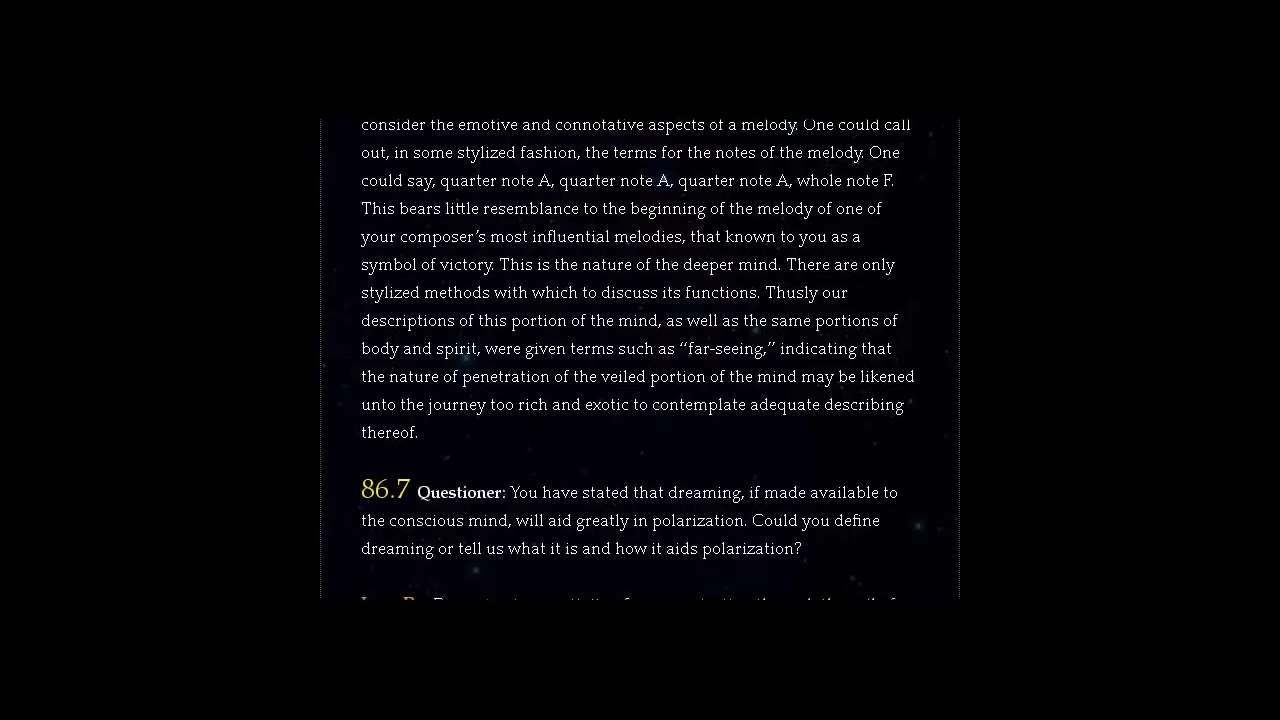 consider the emotive and connotative aspects of a melody. One could call
out, in some stylized fashion, the terms for the notes of the melody. One
could say, quarter note A, quarter note A, quarter note A, whole note F.
This bears little resemblance to the beginning of the melody of one of
your composer’s most influential melodies, that known to you as a
symbol of victory. This is the nature of the deeper mind. There are only
stylized methods with which to discuss its functions. Thusly our
descriptions of this portion of the mind, as well as the same portions of
body and spirit, were given terms such as “far-seeing,” indicating that
the nature of penetration of the veiled portion of the mind may be likened
unto the journey too rich and exotic to contemplate adequate describing
thereof.
86.7 Questioner: You have stated that dreaming, if made available to
the conscious mind, will aid greatly in polarization. Could you define
dreaming or tell us what it is and how it aids polarization?